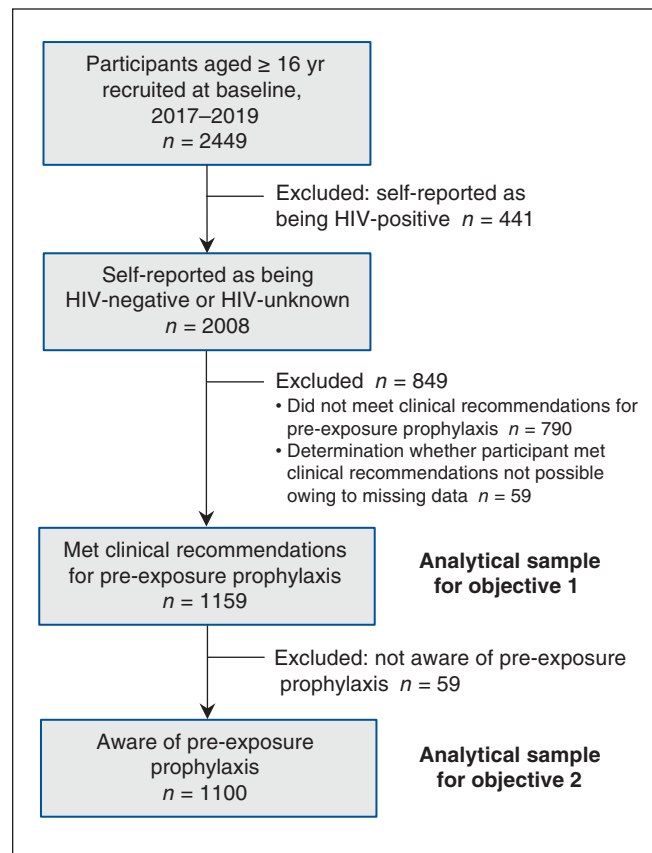 Participants aged ≥ 16 yr
recruited at baseline,
2017–2019
n = 2449
Excluded: self-reported as
being HIV-positive n = 441
Self-reported as being
HIV-negative or HIV-unknown
n = 2008
Excluded n = 849
• Did not meet clinical recommendations for
pre-exposure prophylaxis n = 790
• Determination whether participant met
clinical recommendations not possible
owing to missing data n = 59
Met clinical recommendations
for pre-exposure prophylaxis
n = 1159
Analytical sample
for objective 1
Excluded: not aware of pre-exposure
prophylaxis n = 59
Aware of pre-exposure
prophylaxis
n = 1100
Analytical sample
for objective 2